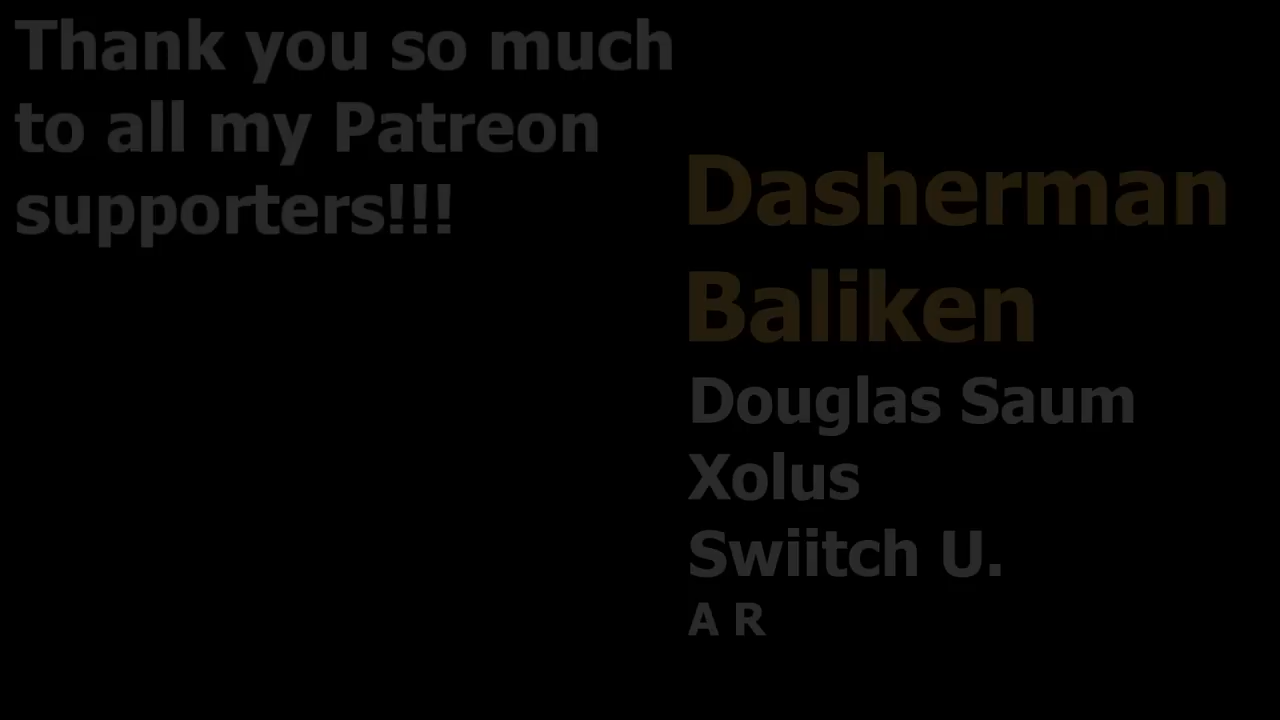 Thank you so much
to all my Patreon
supporters!!!
Dasherman
Baliken
Douglas Saum
Xolus
Swiitch U.
A R